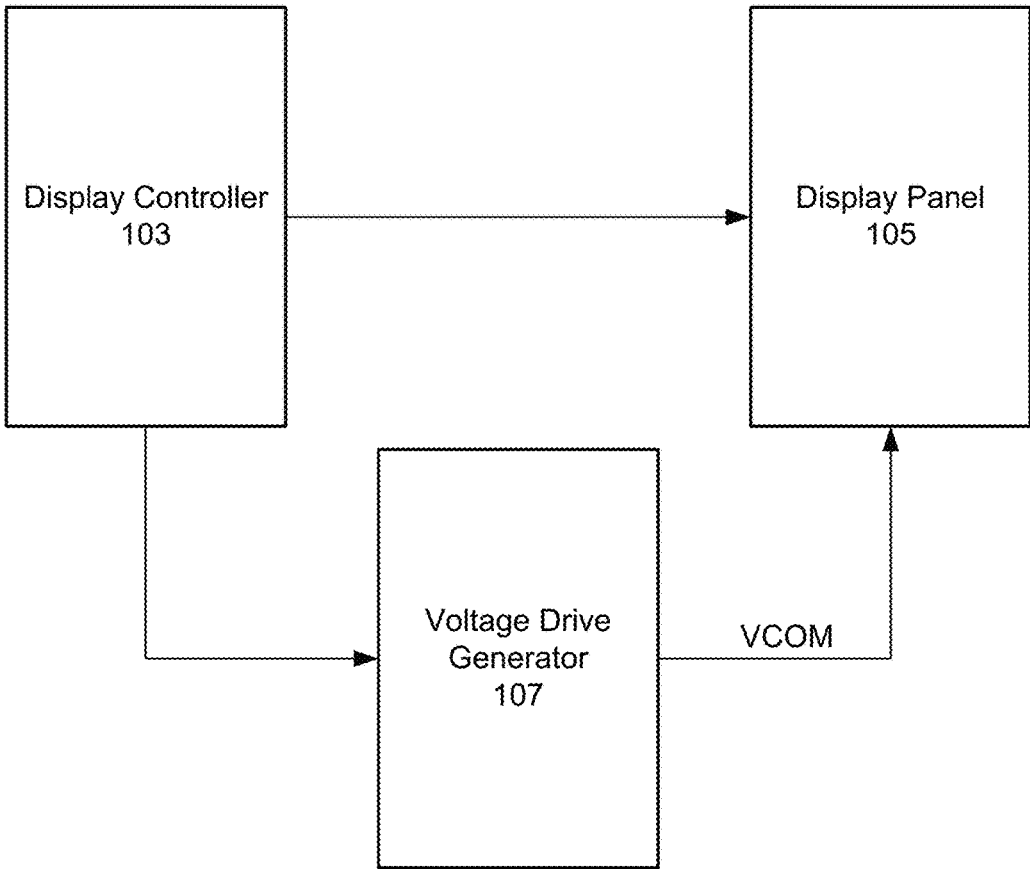 Display Controller
103
Display Panel
105
Voltage Drive
Generator
107
VCOM